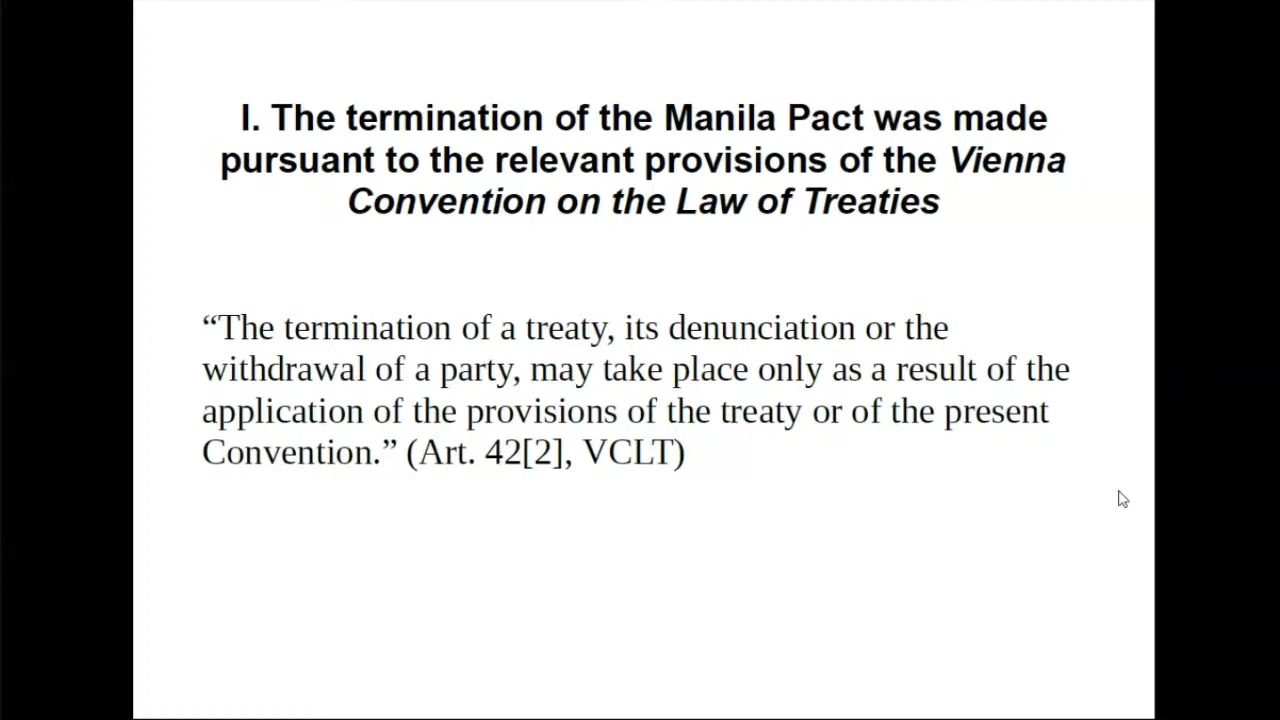 I. The termination of the Manila Pact was made
pursuant to the relevant provisions of the Vienna
Convention on the Law of Treaties
“The termination of a treaty, its denunciation or the
withdrawal of a party, may take place only as a result of the
application of the provisions of the treaty or of the present
Convention.” (Art. 42[2], VCLT)